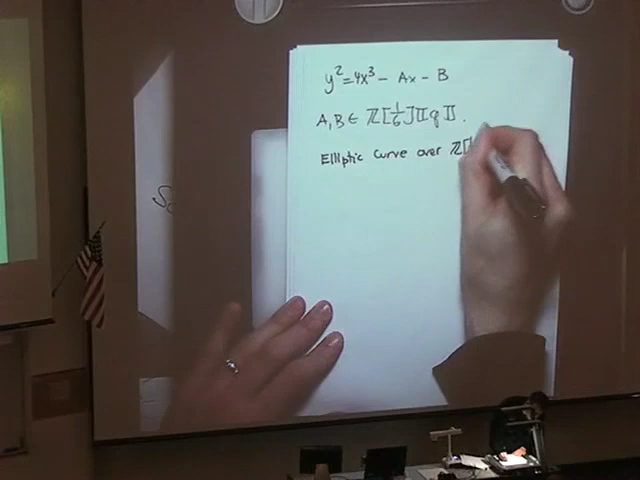 y² = 4x³ - Ax - B
A, B ∈ ℤ[1/6]⟦q⟧.
Elliptic curve over ℤ[